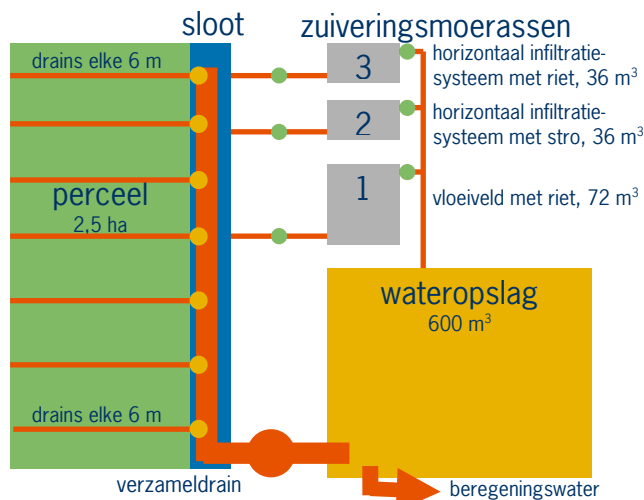 sloot
zuiveringsmoerassen
drains elke 6 m
3
horizontaal infiltratie-
systeem met riet, 36 m³
2
horizontaal infiltratie-
systeem met stro, 36 m³
1
vloeiveld met riet, 72 m³
perceel
2,5 ha
wateropslag
600 m³
drains elke 6 m
verzameldrain
beregeningswater